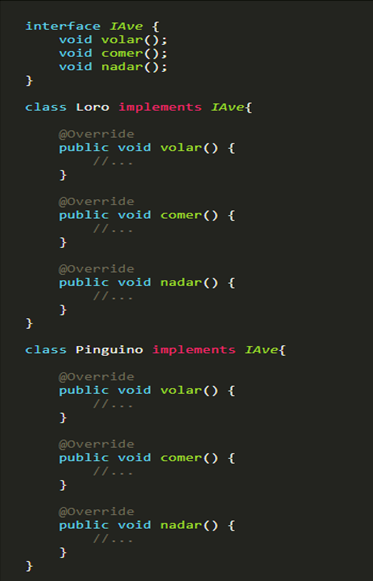 interface IAve {
    void volar();
    void comer();
    void nadar();
}
class Loro implements IAve{
    @Override
    public void volar() {
        //...
    }
    @Override
    public void comer() {
        //...
    }
    @Override
    public void nadar() {
        //...
    }
}
class Pinguino implements IAve{
    @Override
    public void volar() {
        //...
    }
    @Override
    public void comer() {
        //...
    }
    @Override
    public void nadar() {
        //...
    }
}